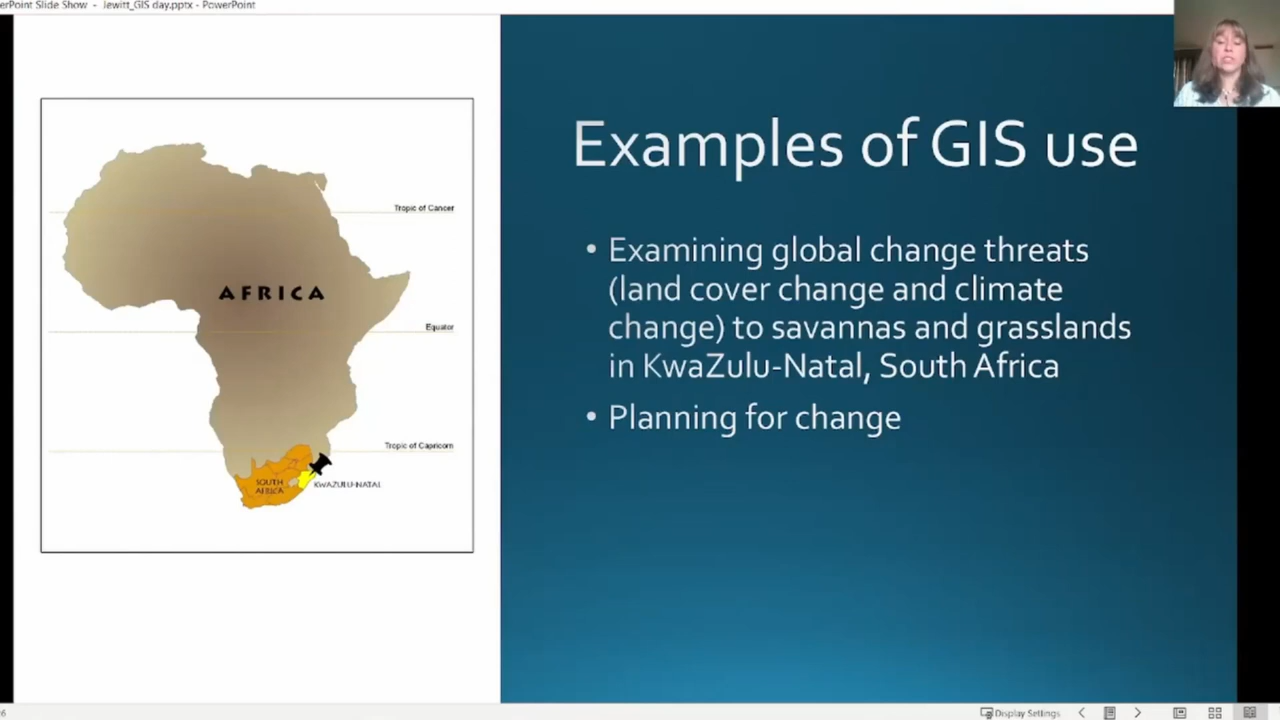 PowerPoint Slide Show - Jewitt_GIS day.pptx - PowerPoint
Examples of GIS use
• Examining global change threats
(land cover change and climate
change) to savannas and grasslands
in KwaZulu-Natal, South Africa
• Planning for change
Tropic of Cancer
AFRICA
Equator
Tropic of Capricorn
SOUTH
AFRICA
KWAZULU-NATAL
Display Settings